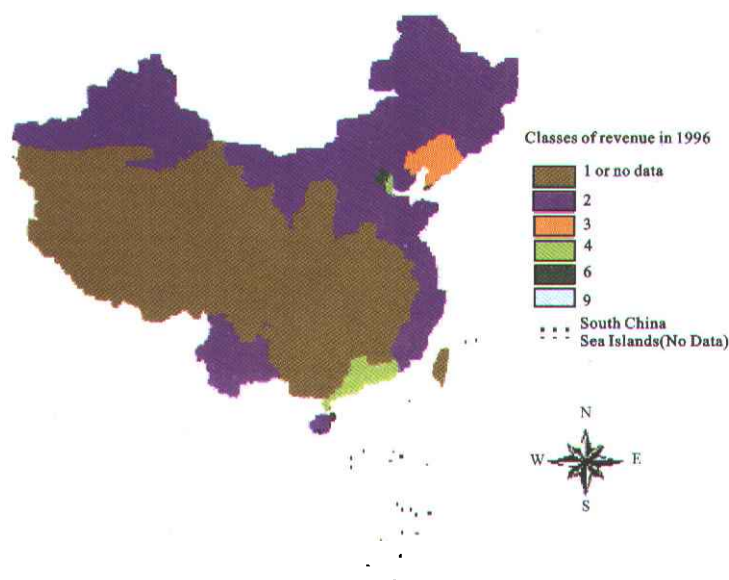 Classes of revenue in 1996
1 or no data
2
3
4
6
9
South China
Sea Islands(No Data)
N
W E
S